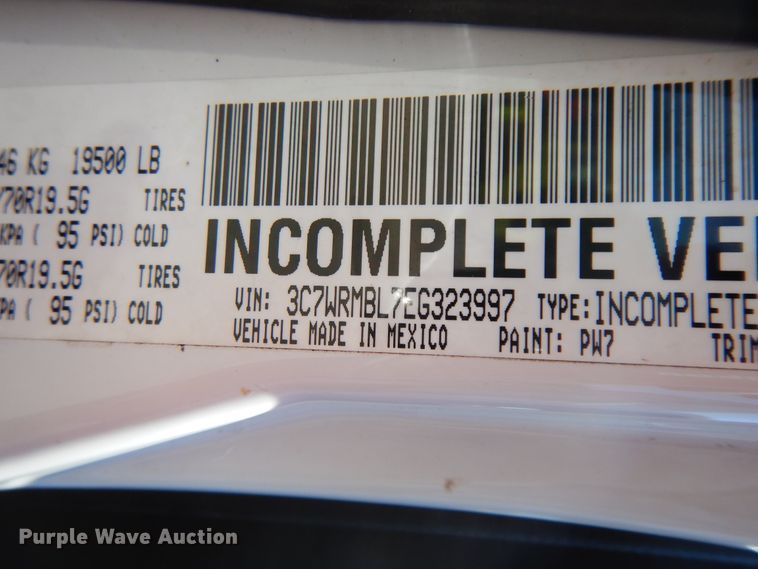 46 KG 19500 LB
70R19.5G TIRES
KPA ( 95 PSI) COLD
70R19.5G TIRES
PA ( 95 PSI) COLD
INCOMPLETE VE
VIN: 3C7WRMBL7EG323997 TYPE:INCOMPLETE
VEHICLE MADE IN MEXICO PAINT: PW7 TRIM
Purple Wave Auction